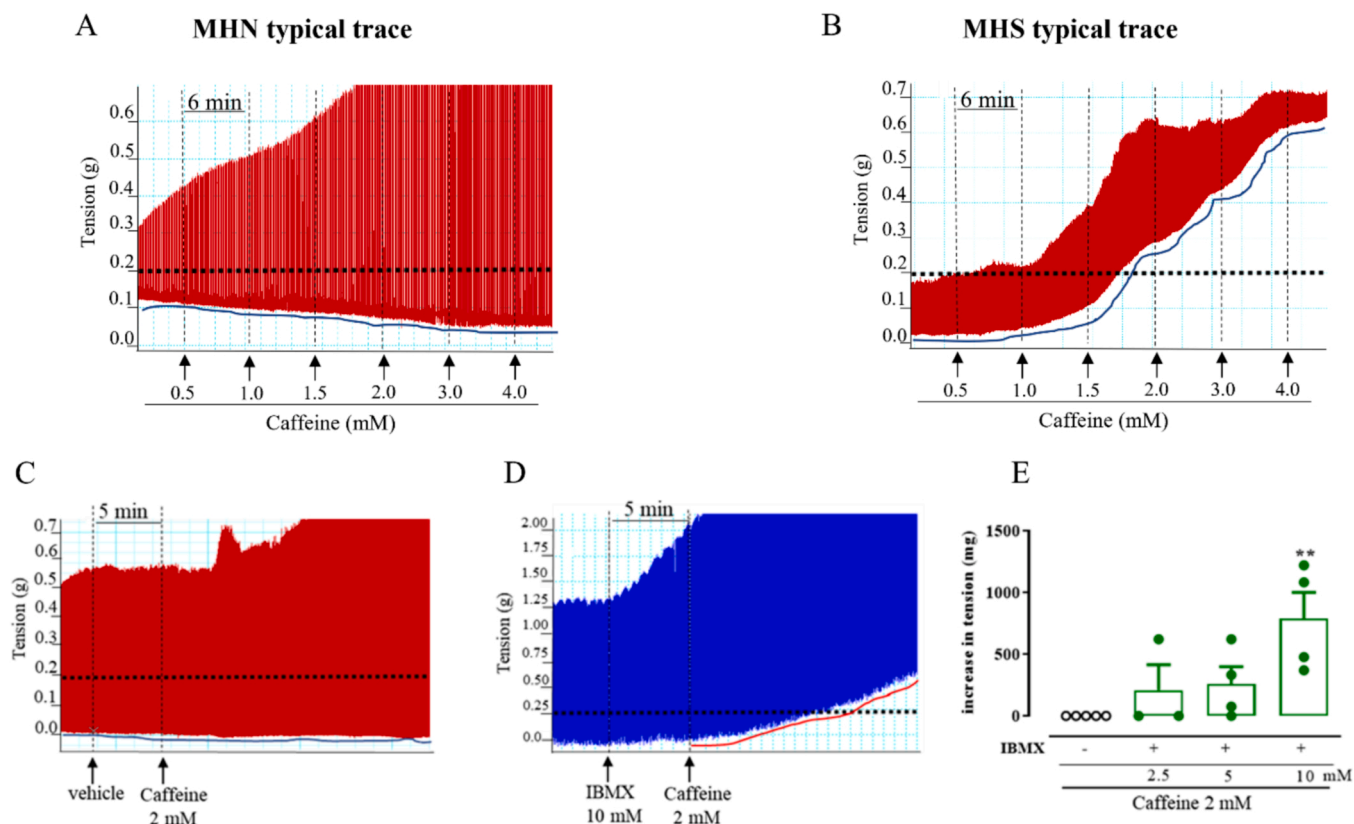 A MHN typical trace
B MHS typical trace
6 min
0.6
0.5
0.4
0.3
0.2
0.1
0.0
Tension (g)
0.5 1.0 1.5 2.0 3.0 4.0
Caffeine (mM)
6 min
0.7
0.6
0.5
0.4
0.3
0.2
0.1
0.0
Tension (g)
0.5 1.0 1.5 2.0 3.0 4.0
Caffeine (mM)
C
5 min
0.7
0.6
0.5
0.4
0.3
0.2
0.1
0.0
Tension (g)
vehicle Caffeine
2 mM
D
5 min
2.00
1.75
1.50
1.25
1.00
0.75
0.50
0.25
0.00
Tension (g)
IBMX Caffeine
10 mM 2 mM
E
1500
1000
500
0
increase in tension (mg)
**
IBMX - + + +
2.5 5 10 mM
Caffeine 2 mM